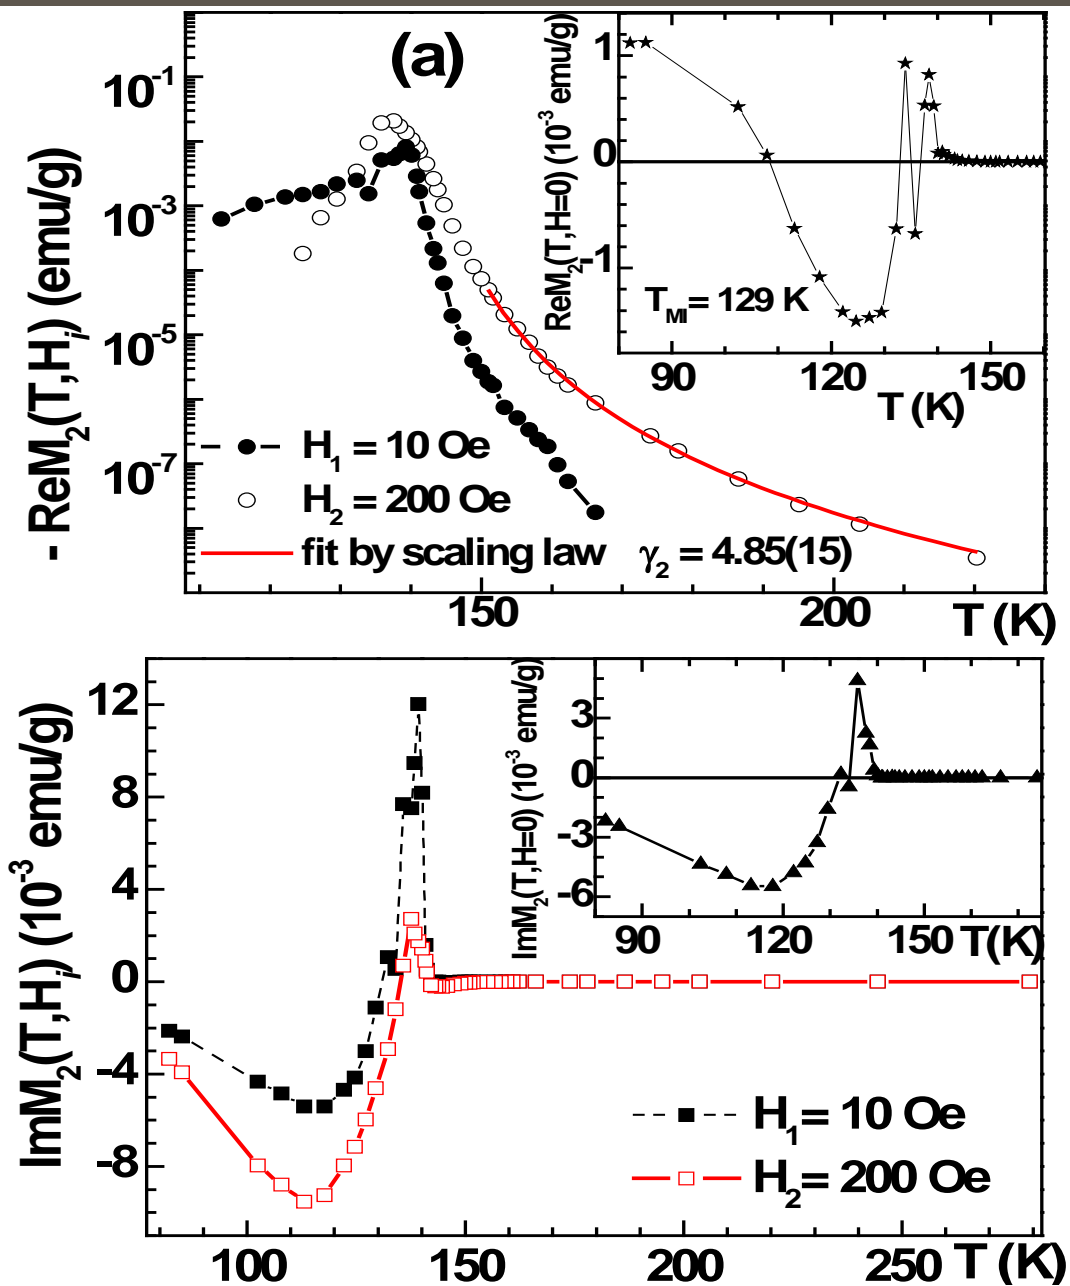 (a)
10⁻¹
10⁻³
10⁻⁵
10⁻⁷
- ReM₂(T,Hᵢ) (emu/g)
H₁ = 10 Oe
H₂ = 200 Oe
fit by scaling law γ₂ = 4.85(15)
150 200 T (K)
1
0
-1
ReM₂(T,H=0) (10⁻³ emu/g)
T_MI = 129 K
90 120 150
T (K)
12
8
4
0
-4
-8
ImM₂(T,Hᵢ) (10⁻³ emu/g)
H₁= 10 Oe
H₂= 200 Oe
100 150 200 250 T (K)
3
0
-3
-6
ImM₂(T,H=0) (10⁻³ emu/g)
90 120 150 T(K)